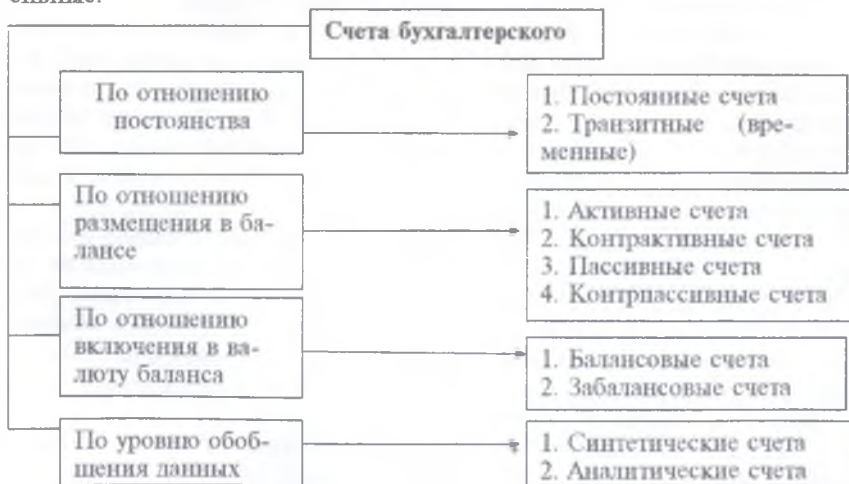 Счета бухгалтерского
По отношению
постоянства
1. Постоянные счета
2. Транзитные (вре-
менные)
По отношению
размещения в ба-
лансе
1. Активные счета
2. Контрактивные счета
3. Пассивные счета
4. Контрпассивные счета
По отношению
включения в ва-
люту баланса
1. Балансовые счета
2. Забалансовые счета
По уровню обоб-
щения данных
1. Синтетические счета
2. Аналитические счета